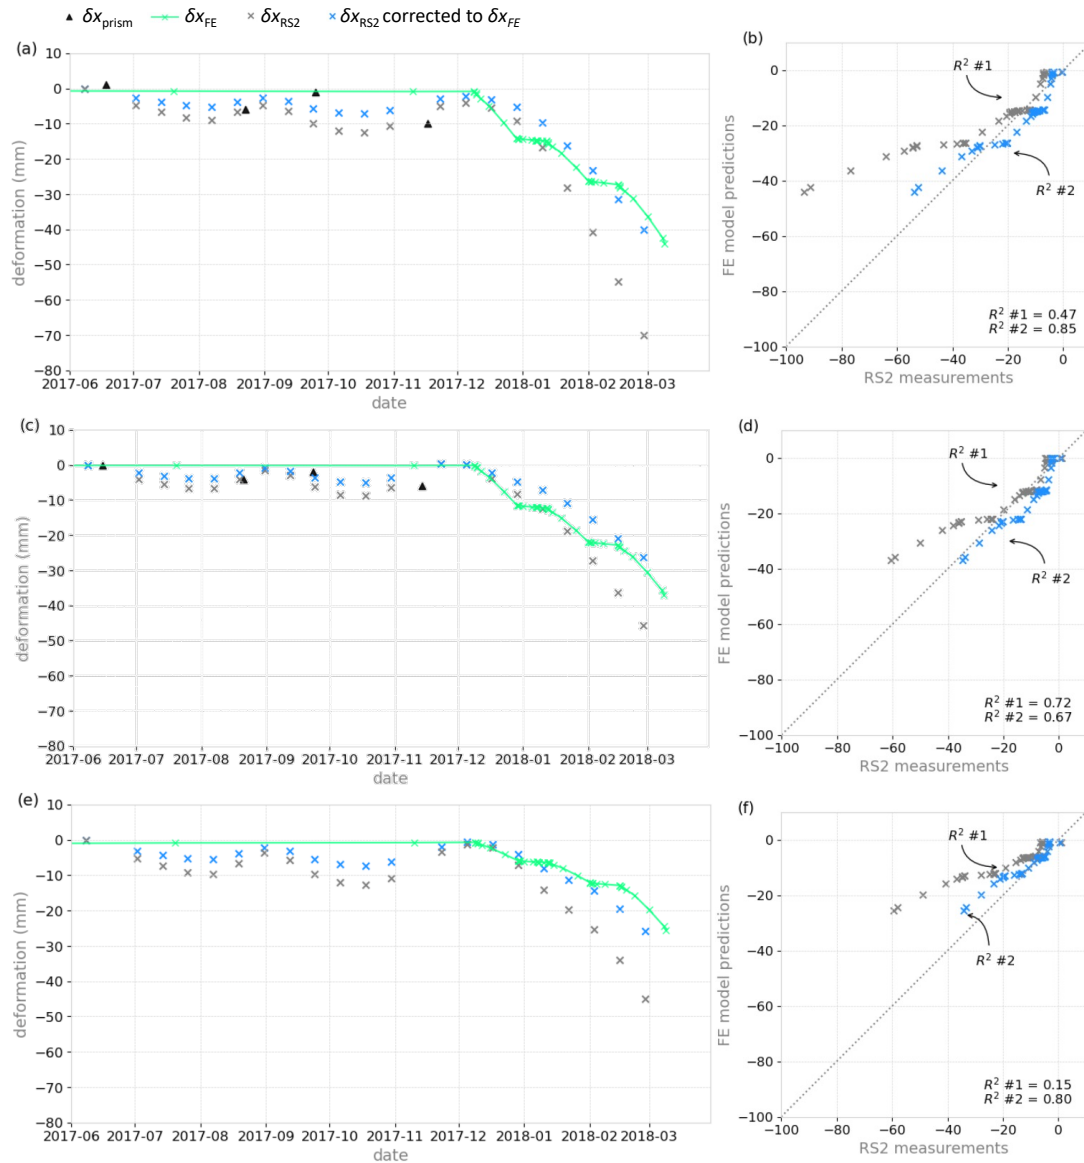 ▲ δx_prism δx_FE × δx_RS2 × δx_RS2 corrected to δx_FE
(a)
10
0
−10
−20
−30
−40
−50
−60
−70
−80
deformation (mm)
2017-06 2017-07 2017-08 2017-09 2017-10 2017-11 2017-12 2018-01 2018-02 2018-03
date
(b)
0
−20
−40
−60
−80
−100
FE model predictions
R² #1
R² #2
R² #1 = 0.47
R² #2 = 0.85
−100 −80 −60 −40 −20 0
RS2 measurements
(c)
10
0
−10
−20
−30
−40
−50
−60
−70
−80
deformation (mm)
2017-06 2017-07 2017-08 2017-09 2017-10 2017-11 2017-12 2018-01 2018-02 2018-03
date
(d)
0
−20
−40
−60
−80
−100
FE model predictions
R² #1
R² #2
R² #1 = 0.72
R² #2 = 0.67
−100 −80 −60 −40 −20 0
RS2 measurements
(e)
10
0
−10
−20
−30
−40
−50
−60
−70
−80
deformation (mm)
2017-06 2017-07 2017-08 2017-09 2017-10 2017-11 2017-12 2018-01 2018-02 2018-03
date
(f)
0
−20
−40
−60
−80
−100
FE model predictions
R² #1
R² #2
R² #1 = 0.15
R² #2 = 0.80
−100 −80 −60 −40 −20 0
RS2 measurements